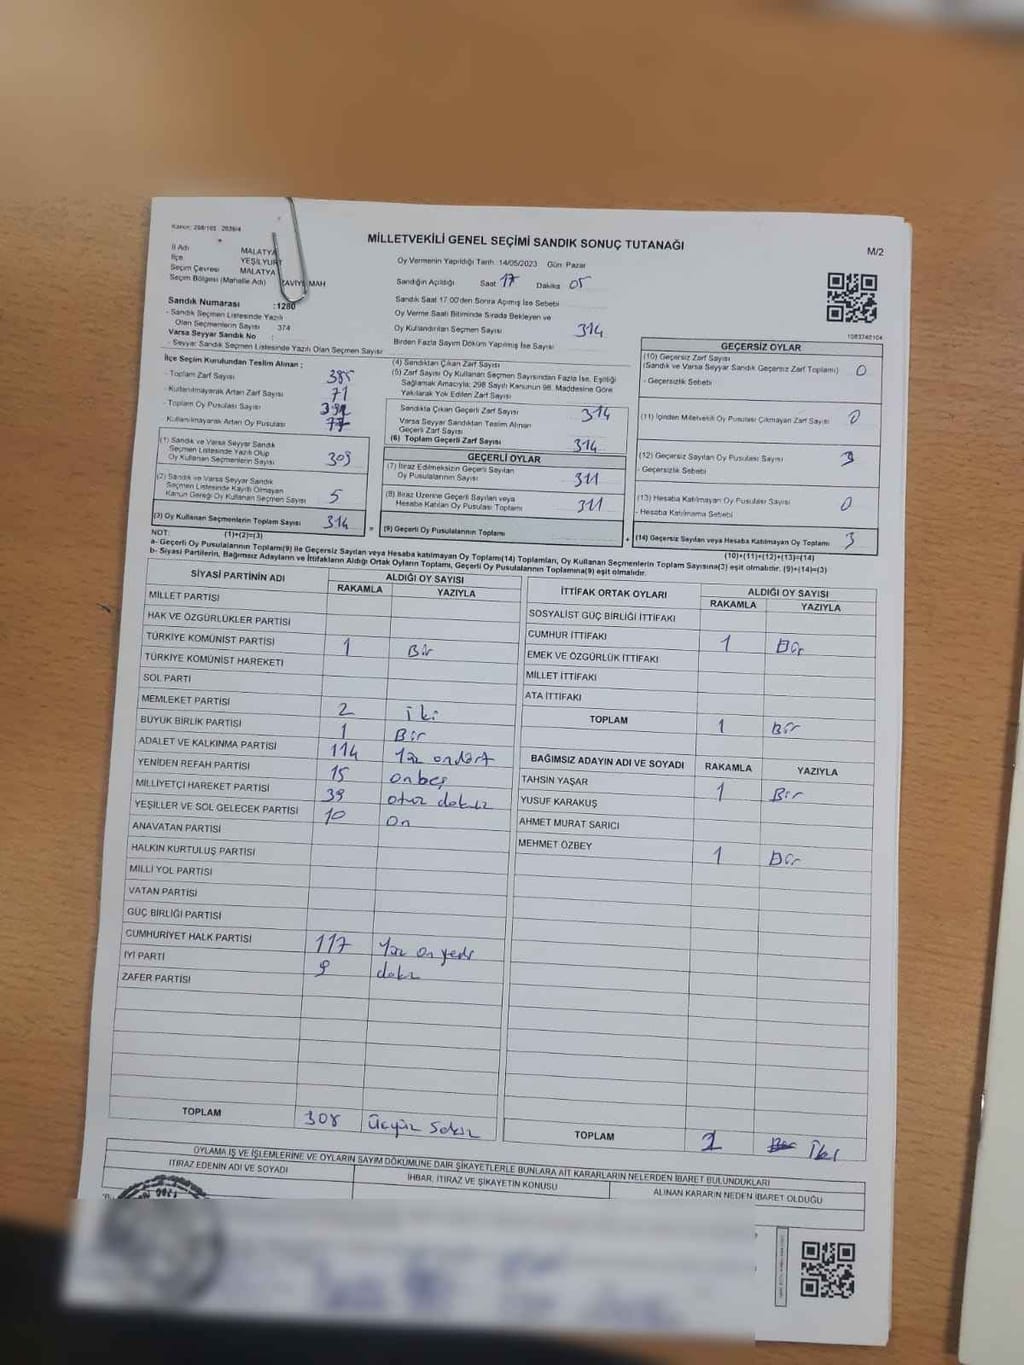 Kanun: 298/105 2839/4
MİLLETVEKİLİ GENEL SEÇİMİ SANDIK SONUÇ TUTANAĞI
M/2
İl Adı MALATYA
İlçe YEŞİLYURT
Seçim Çevresi MALATYA
Seçim Bölgesi (Mahalle Adı) ZAVİYE MAH
Sandık Numarası :1280
- Sandık Seçmen Listesinde Yazılı
Olan Seçmenlerin Sayısı 374
Varsa Seyyar Sandık No :
- Seyyar Sandık Seçmen Listesinde Yazılı Olan Seçmen Sayısı
Oy Vermenin Yapıldığı Tarih :14/05/2023 Gün: Pazar
Sandığın Açıldığı Saat 17 Dakika 05
Sandık Saat 17.00'den Sonra Açımış İse Sebebi
Oy Verme Saati Bitiminde Sırada Bekleyen ve
Oy Kullandırılan Seçmen Sayısı 314
Birden Fazla Sayım Döküm Yapılmış İse Sayısı
1083740104
İlçe Seçim Kurulundan Teslim Alınan :
- Toplam Zarf Sayısı 385
- Kullanılmayarak Artan Zarf Sayısı 71
- Toplam Oy Pusulası Sayısı 391
- Kullanılmayarak Artan Oy Pusulası 77
(1) Sandık ve Varsa Seyyar Sandık
Seçmen Listesinde Yazılı Olup
Oy Kullanan Seçmenlerin Sayısı 309
(2) Sandık ve Varsa Seyyar Sandık
Seçmen Listesinde Kayıtlı Olmayan
Kanun Gereği Oy Kullanan Seçmen Sayısı 5
(3) Oy Kullanan Seçmenlerin Toplam Sayısı 314
(4) Sandıktan Çıkan Zarf Sayısı
(5) Zarf Sayısı Oy Kullanan Seçmen Sayısından Fazla İse, Eşitliği
Sağlamak Amacıyla; 298 Sayılı Kanunun 98. Maddesine Göre
Yakılarak Yok Edilen Zarf Sayısı
Sandıkta Çıkan Geçerli Zarf Sayısı 314
Varsa Seyyar Sandıktan Teslim Alınan
Geçerli Zarf Sayısı
(6) Toplam Geçerli Zarf Sayısı 314
GEÇERLİ OYLAR
(7) İtiraz Edilmeksizin Geçerli Sayılan
Oy Pusulalarının Sayısı 311
(8) İtiraz Üzerine Geçerli Sayılan veya
Hesaba Katılan Oy Pusulası Toplamı 311
= (9) Geçerli Oy Pusulalarının Toplamı +
GEÇERSİZ OYLAR
(10) Geçersiz Zarf Sayısı
(Sandık ve Varsa Seyyar Sandık Geçersiz Zarf Toplamı) 0
- Geçersizlik Sebebi
(11) İçinden Milletvekili Oy Pusulası Çıkmayan Zarf Sayısı 0
(12) Geçersiz Sayılan Oy Pusulası Sayısı 3
- Geçersizlik Sebebi
(13) Hesaba Katılmayan Oy Pusulası Sayısı 0
- Hesaba Katılmama Sebebi
(14) Geçersiz Sayılan veya Hesaba Katılmayan Oy Toplamı 3
NOT: (1)+(2)=(3)
(10)+(11)+(12)+(13)=(14)
a- Geçerli Oy Pusulaları Toplamı(9) ile Geçersiz Sayılan veya Hesaba katılmayan Oy Toplamı(14) Toplamları, Oy Kullanan Seçmenlerin Toplam Sayısına(3) eşit olmalıdır. (9)+(14)=(3)
b- Siyasi Partilerin, Bağımsız Adayların ve İttifakların Aldığı Ortak Oyların Toplamı, Geçerli Oy Pusulalarının Toplamına(9) eşit olmalıdır.
SİYASİ PARTİNİN ADI ALDIĞI OY SAYISI
RAKAMLA YAZIYLA
MİLLET PARTİSİ
HAK VE ÖZGÜRLÜKLER PARTİSİ
TÜRKİYE KOMÜNİST PARTİSİ 1 Bir
TÜRKİYE KOMÜNİST HAREKETİ
SOL PARTİ
MEMLEKET PARTİSİ 2 iki
BÜYÜK BİRLİK PARTİSİ 1 Bir
ADALET VE KALKINMA PARTİSİ 114 Yüz ondört
YENİDEN REFAH PARTİSİ 15 onbeş
MİLLİYETÇİ HAREKET PARTİSİ 39 otuz dokuz
YEŞİLLER VE SOL GELECEK PARTİSİ 10 On
ANAVATAN PARTİSİ
HALKIN KURTULUŞ PARTİSİ
MİLLİ YOL PARTİSİ
VATAN PARTİSİ
GÜÇ BİRLİĞİ PARTİSİ
CUMHURİYET HALK PARTİSİ 117 Yüz on yedi
İYİ PARTİ 9 dokuz
ZAFER PARTİSİ
TOPLAM 308 Üçyüz Sekiz
İTTİFAK ORTAK OYLARI ALDIĞI OY SAYISI
RAKAMLA YAZIYLA
SOSYALİST GÜÇ BİRLİĞİ İTTİFAKI
CUMHUR İTTİFAKI 1 Bir
EMEK VE ÖZGÜRLÜK İTTİFAKI
MİLLET İTTİFAKI
ATA İTTİFAKI
TOPLAM 1 Bir
BAĞIMSIZ ADAYIN ADI VE SOYADI RAKAMLA YAZIYLA
TAHSİN YAŞAR 1 Bir
YUSUF KARAKUŞ
AHMET MURAT SARICI
MEHMET ÖZBEY 1 Bir
TOPLAM 2 İki
OYLAMA İŞ VE İŞLEMLERİNE VE OYLARIN SAYIM DÖKÜMÜNE DAİR ŞİKAYETLERLE BUNLARA AİT KARARLARIN NELERDEN İBARET BULUNDUKLARI
İTİRAZ EDENİN ADI VE SOYADI
İHBAR, İTİRAZ VE ŞİKAYETİN KONUSU
ALINAN KARARIN NEDEN İBARET OLDUĞU